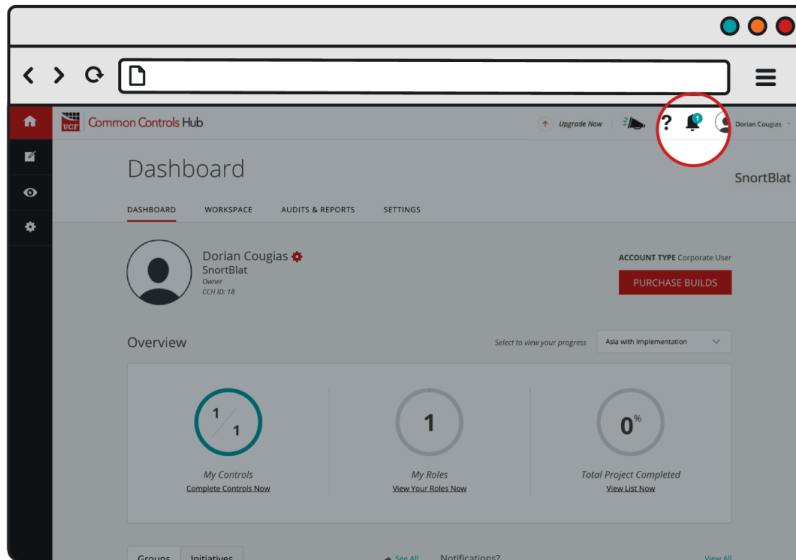 UCF Common Controls Hub
Upgrade Now
?
1
Dorian Cougias
Dashboard
SnortBlat
DASHBOARD WORKSPACE AUDITS & REPORTS SETTINGS
Dorian Cougias
SnortBlat
Owner
CCH ID: 18
ACCOUNT TYPE Corporate User
PURCHASE BUILDS
Overview
Select to view your progress
Asia with Implementation
1/1
My Controls
Complete Controls Now
1
My Roles
View Your Roles Now
0%
Total Project Completed
View List Now
Groups Initiatives
See All
Notifications?
View All